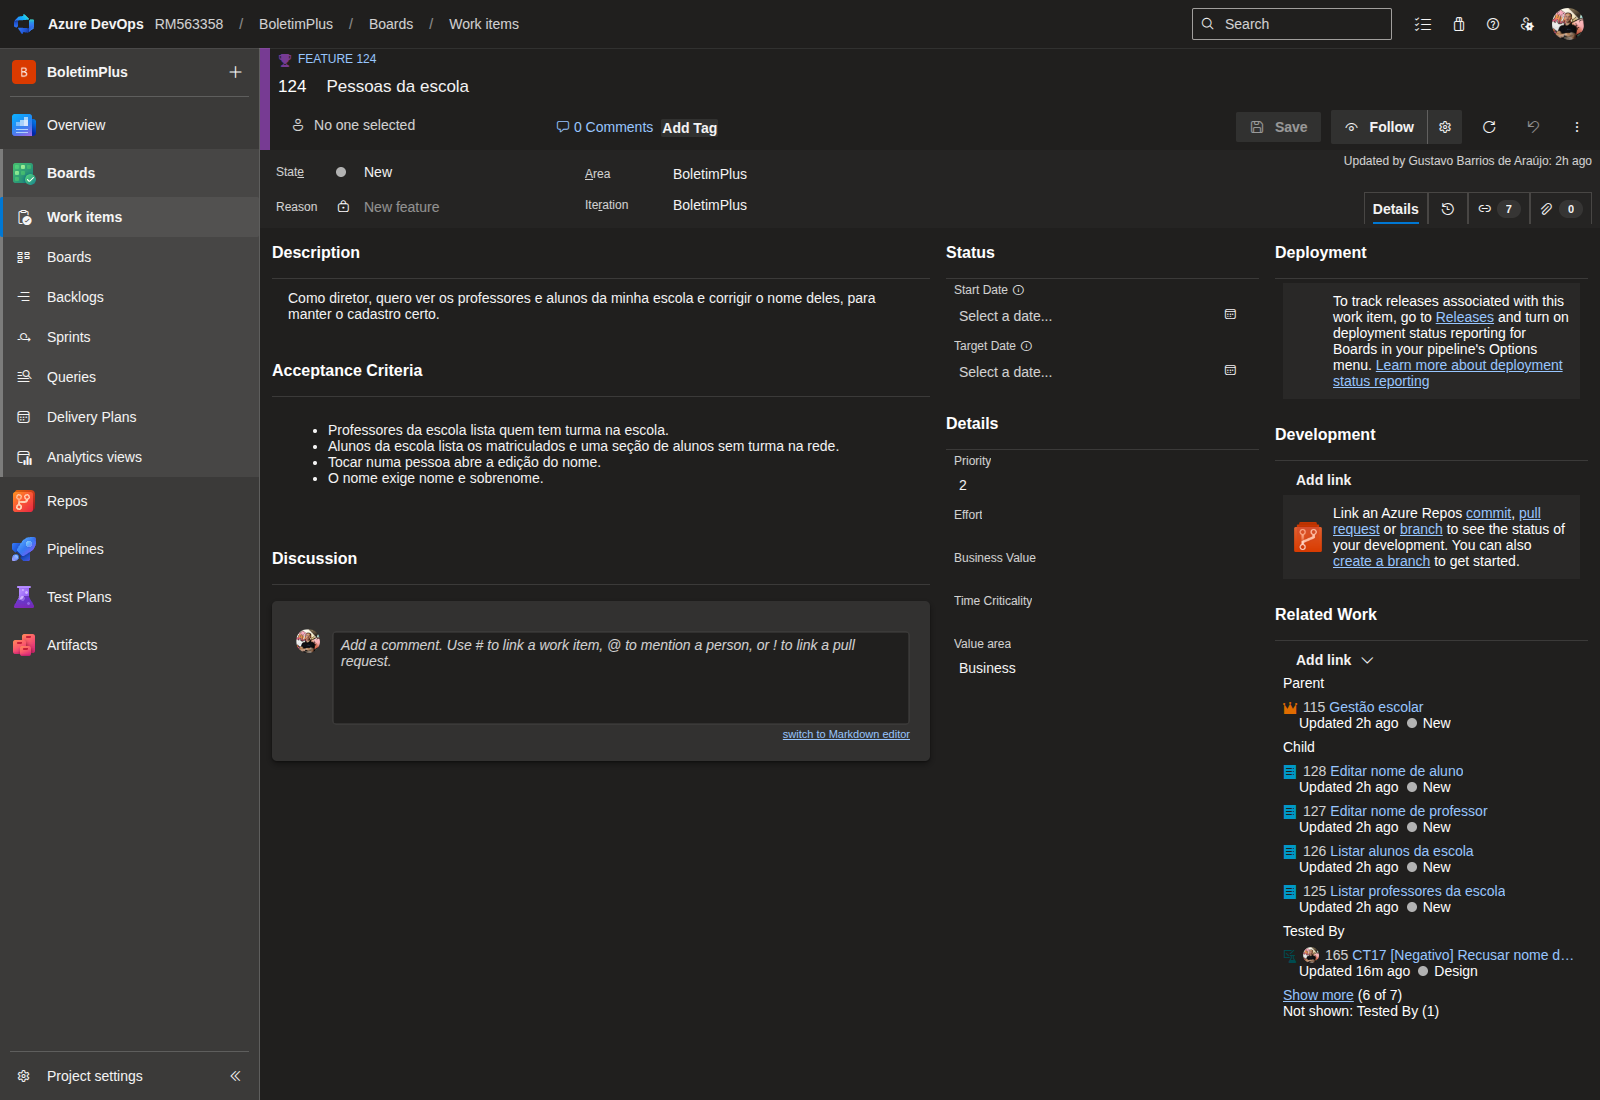 Azure DevOps RM563358 / BoletimPlus / Boards / Work items
Search
B BoletimPlus
Overview
Boards
Work items
Boards
Backlogs
Sprints
Queries
Delivery Plans
Analytics views
Repos
Pipelines
Test Plans
Artifacts
Project settings
FEATURE 124
124 Pessoas da escola
No one selected
0 Comments Add Tag
Save
Follow
State New
Area BoletimPlus
Updated by Gustavo Barrios de Araújo: 2h ago
Reason New feature
Iteration BoletimPlus
Details 7 0
Description
Como diretor, quero ver os professores e alunos da minha escola e corrigir o nome deles, para
manter o cadastro certo.
Acceptance Criteria
• Professores da escola lista quem tem turma na escola.
• Alunos da escola lista os matriculados e uma seção de alunos sem turma na rede.
• Tocar numa pessoa abre a edição do nome.
• O nome exige nome e sobrenome.
Discussion
Add a comment. Use # to link a work item, @ to mention a person, or ! to link a pull
request.
switch to Markdown editor
Status
Start Date
Select a date...
Target Date
Select a date...
Details
Priority
2
Effort
Business Value
Time Criticality
Value area
Business
Deployment
To track releases associated with this
work item, go to Releases and turn on
deployment status reporting for
Boards in your pipeline's Options
menu. Learn more about deployment
status reporting
Development
Add link
Link an Azure Repos commit, pull
request or branch to see the status of
your development. You can also
create a branch to get started.
Related Work
Add link
Parent
115 Gestão escolar
Updated 2h ago New
Child
128 Editar nome de aluno
Updated 2h ago New
127 Editar nome de professor
Updated 2h ago New
126 Listar alunos da escola
Updated 2h ago New
125 Listar professores da escola
Updated 2h ago New
Tested By
165 CT17 [Negativo] Recusar nome d…
Updated 16m ago Design
Show more (6 of 7)
Not shown: Tested By (1)